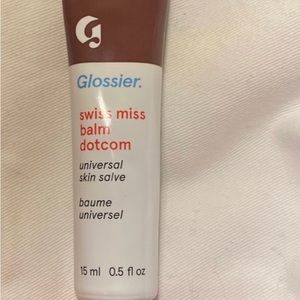 G
Glossier.
swiss miss
balm
dotcom
universal
skin salve
baume
universel
15 ml 0.5 fl oz